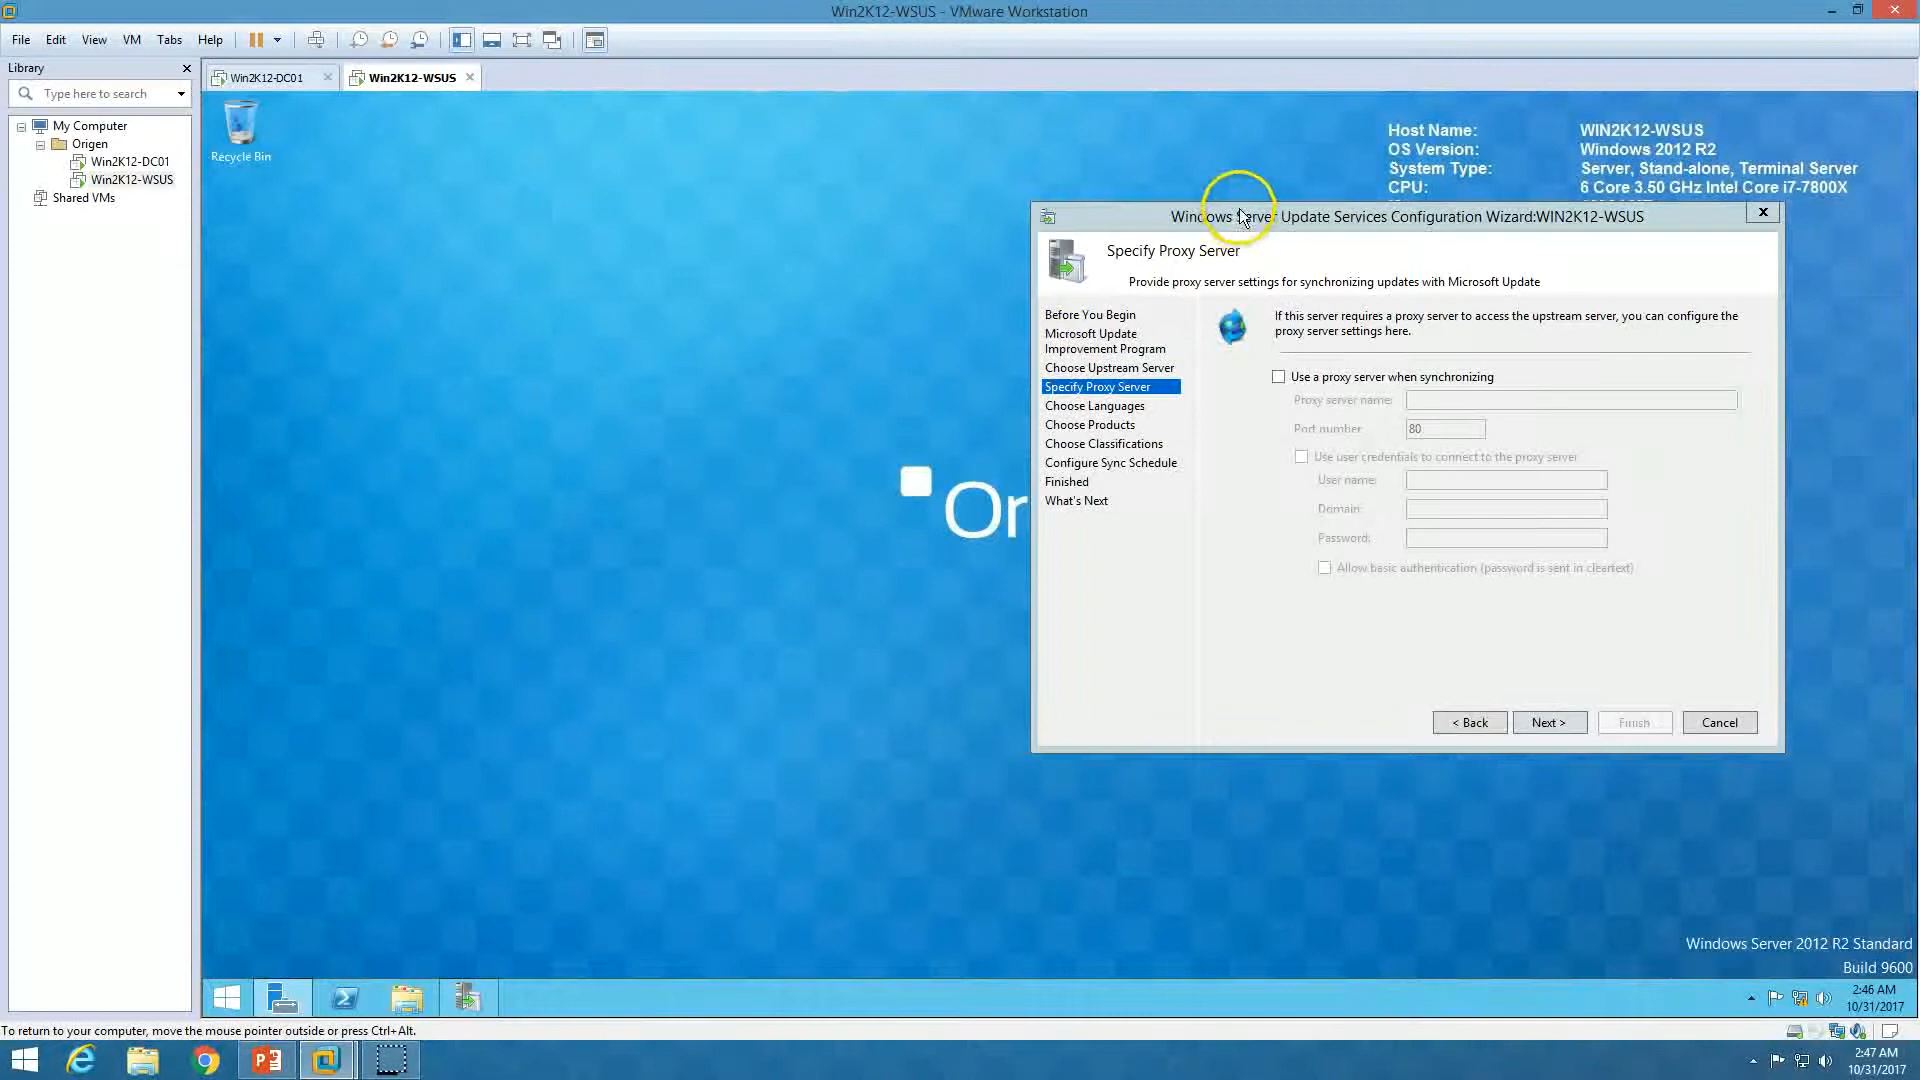 Win2K12-WSUS - VMware Workstation
File Edit View VM Tabs Help
Library
Type here to search
My Computer
Origen
Win2K12-DC01
Win2K12-WSUS
Shared VMs
Win2K12-DC01
Win2K12-WSUS
Recycle Bin
Host Name: WIN2K12-WSUS
OS Version: Windows 2012 R2
System Type: Server, Stand-alone, Terminal Server
CPU: 6 Core 3.50 GHz Intel Core i7-7800X
Windows Server Update Services Configuration Wizard:WIN2K12-WSUS
Specify Proxy Server
Provide proxy server settings for synchronizing updates with Microsoft Update
Before You Begin
Microsoft Update
Improvement Program
Choose Upstream Server
Specify Proxy Server
Choose Languages
Choose Products
Choose Classifications
Configure Sync Schedule
Finished
What's Next
If this server requires a proxy server to access the upstream server, you can configure the
proxy server settings here.
Use a proxy server when synchronizing
Proxy server name:
Port number: 80
Use user credentials to connect to the proxy server
User name:
Domain:
Password:
Allow basic authentication (password is sent in cleartext)
< Back Next > Finish Cancel
Or
Windows Server 2012 R2 Standard
Build 9600
2:46 AM
10/31/2017
To return to your computer, move the mouse pointer outside or press Ctrl+Alt.
2:47 AM
10/31/2017